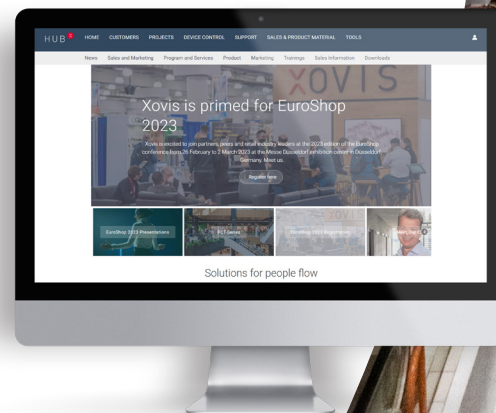 HUB
HOME CUSTOMERS PROJECTS DEVICE CONTROL SUPPORT SALES & PRODUCT MATERIAL TOOLS
News Sales and Marketing Program and Services Product Marketing Trainings Sales Information Downloads
XOVIS
Xovis is primed for EuroShop
2023
Xovis is excited to join partners, peers and retail industry leaders at the 2023 edition of the EuroShop
conference from 26 February to 2 March 2023 at the Messe Düsseldorf exhibition center in Düsseldorf,
Germany. Meet us.
Register here
EuroShop 2023 Presentations
PCT-Series
EuroShop 2023 Registration
Solutions for people flow